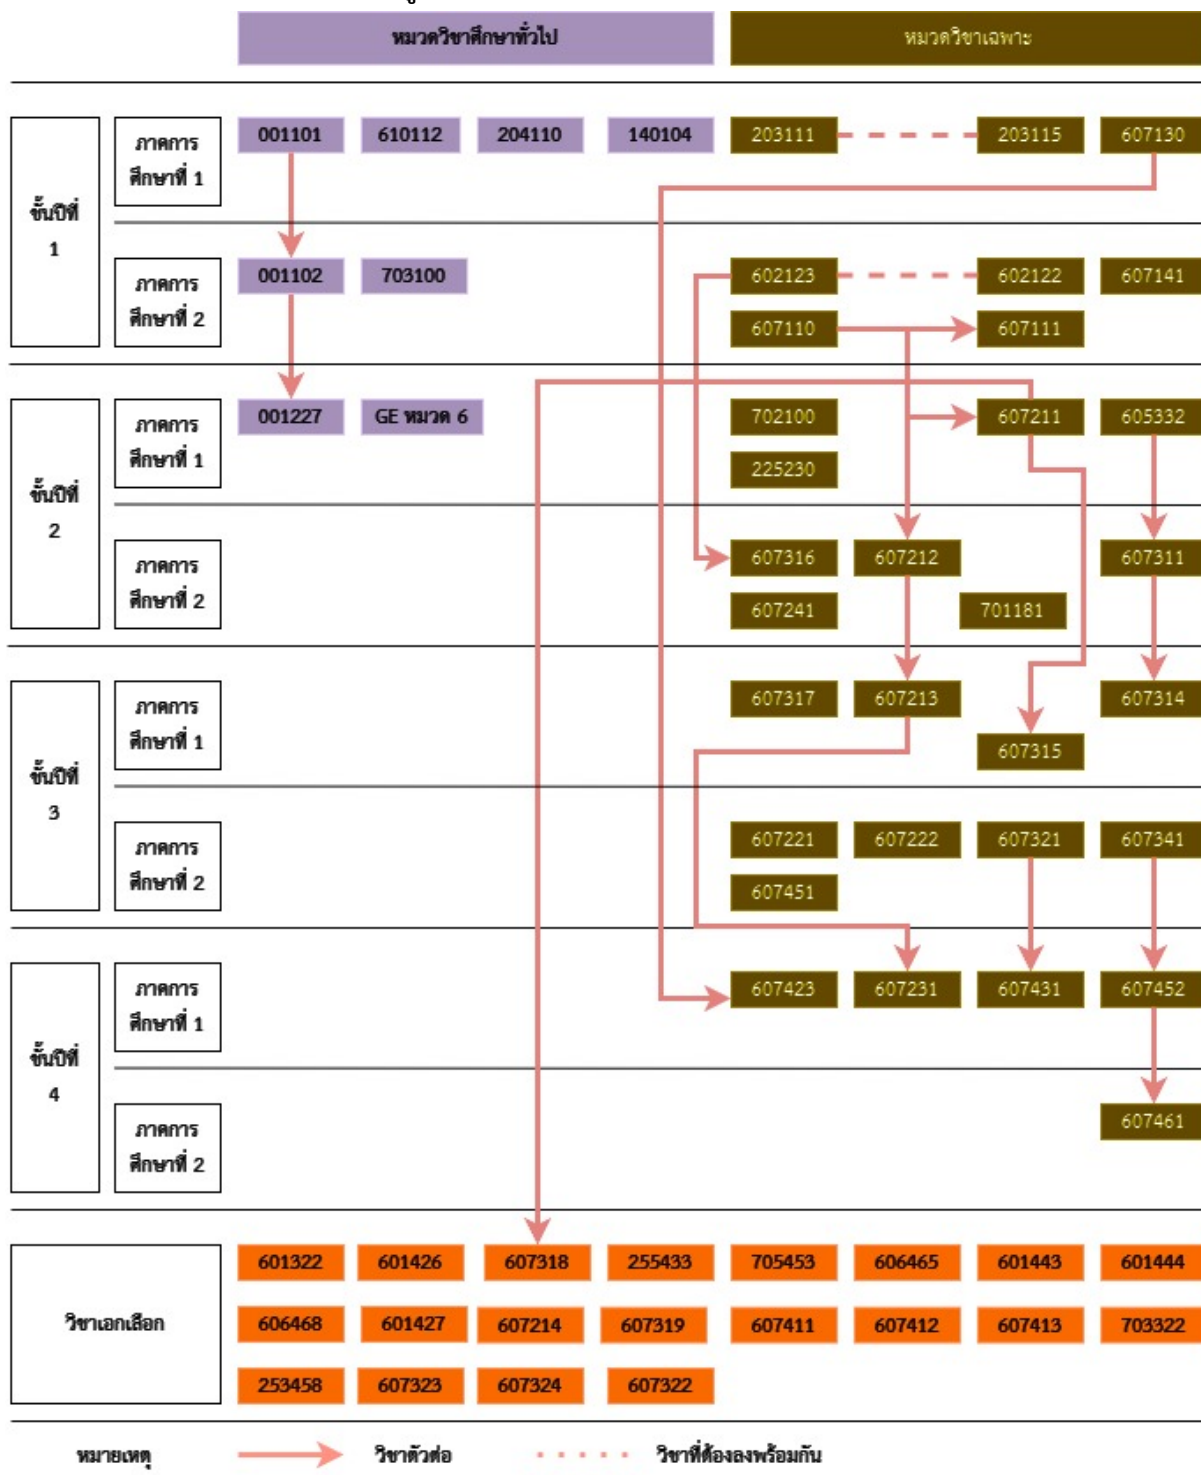 หมวดวิชาศึกษาทั่วไป หมวดวิชาเฉพาะ
ชั้นปีที่
1
ภาคการ
ศึกษาที่ 1
001101 610112 204110 140104 203111 203115 607130
ภาคการ
ศึกษาที่ 2
001102 703100 602123 602122 607141
607110 607111
ชั้นปีที่
2
ภาคการ
ศึกษาที่ 1
001227 GE หมวด 6 702100 607211 605332
225230
ภาคการ
ศึกษาที่ 2
607316 607212 607311
607241 701181
ชั้นปีที่
3
ภาคการ
ศึกษาที่ 1
607317 607213 607314
607315
ภาคการ
ศึกษาที่ 2
607221 607222 607321 607341
607451
ชั้นปีที่
4
ภาคการ
ศึกษาที่ 1
607423 607231 607431 607452
ภาคการ
ศึกษาที่ 2
607461
วิชาเอกเลือก
601322 601426 607318 255433 705453 606465 601443 601444
606468 601427 607214 607319 607411 607412 607413 703322
253458 607323 607324 607322
หมายเหตุ วิชาตัวต่อ วิชาที่ต้องลงพร้อมกัน